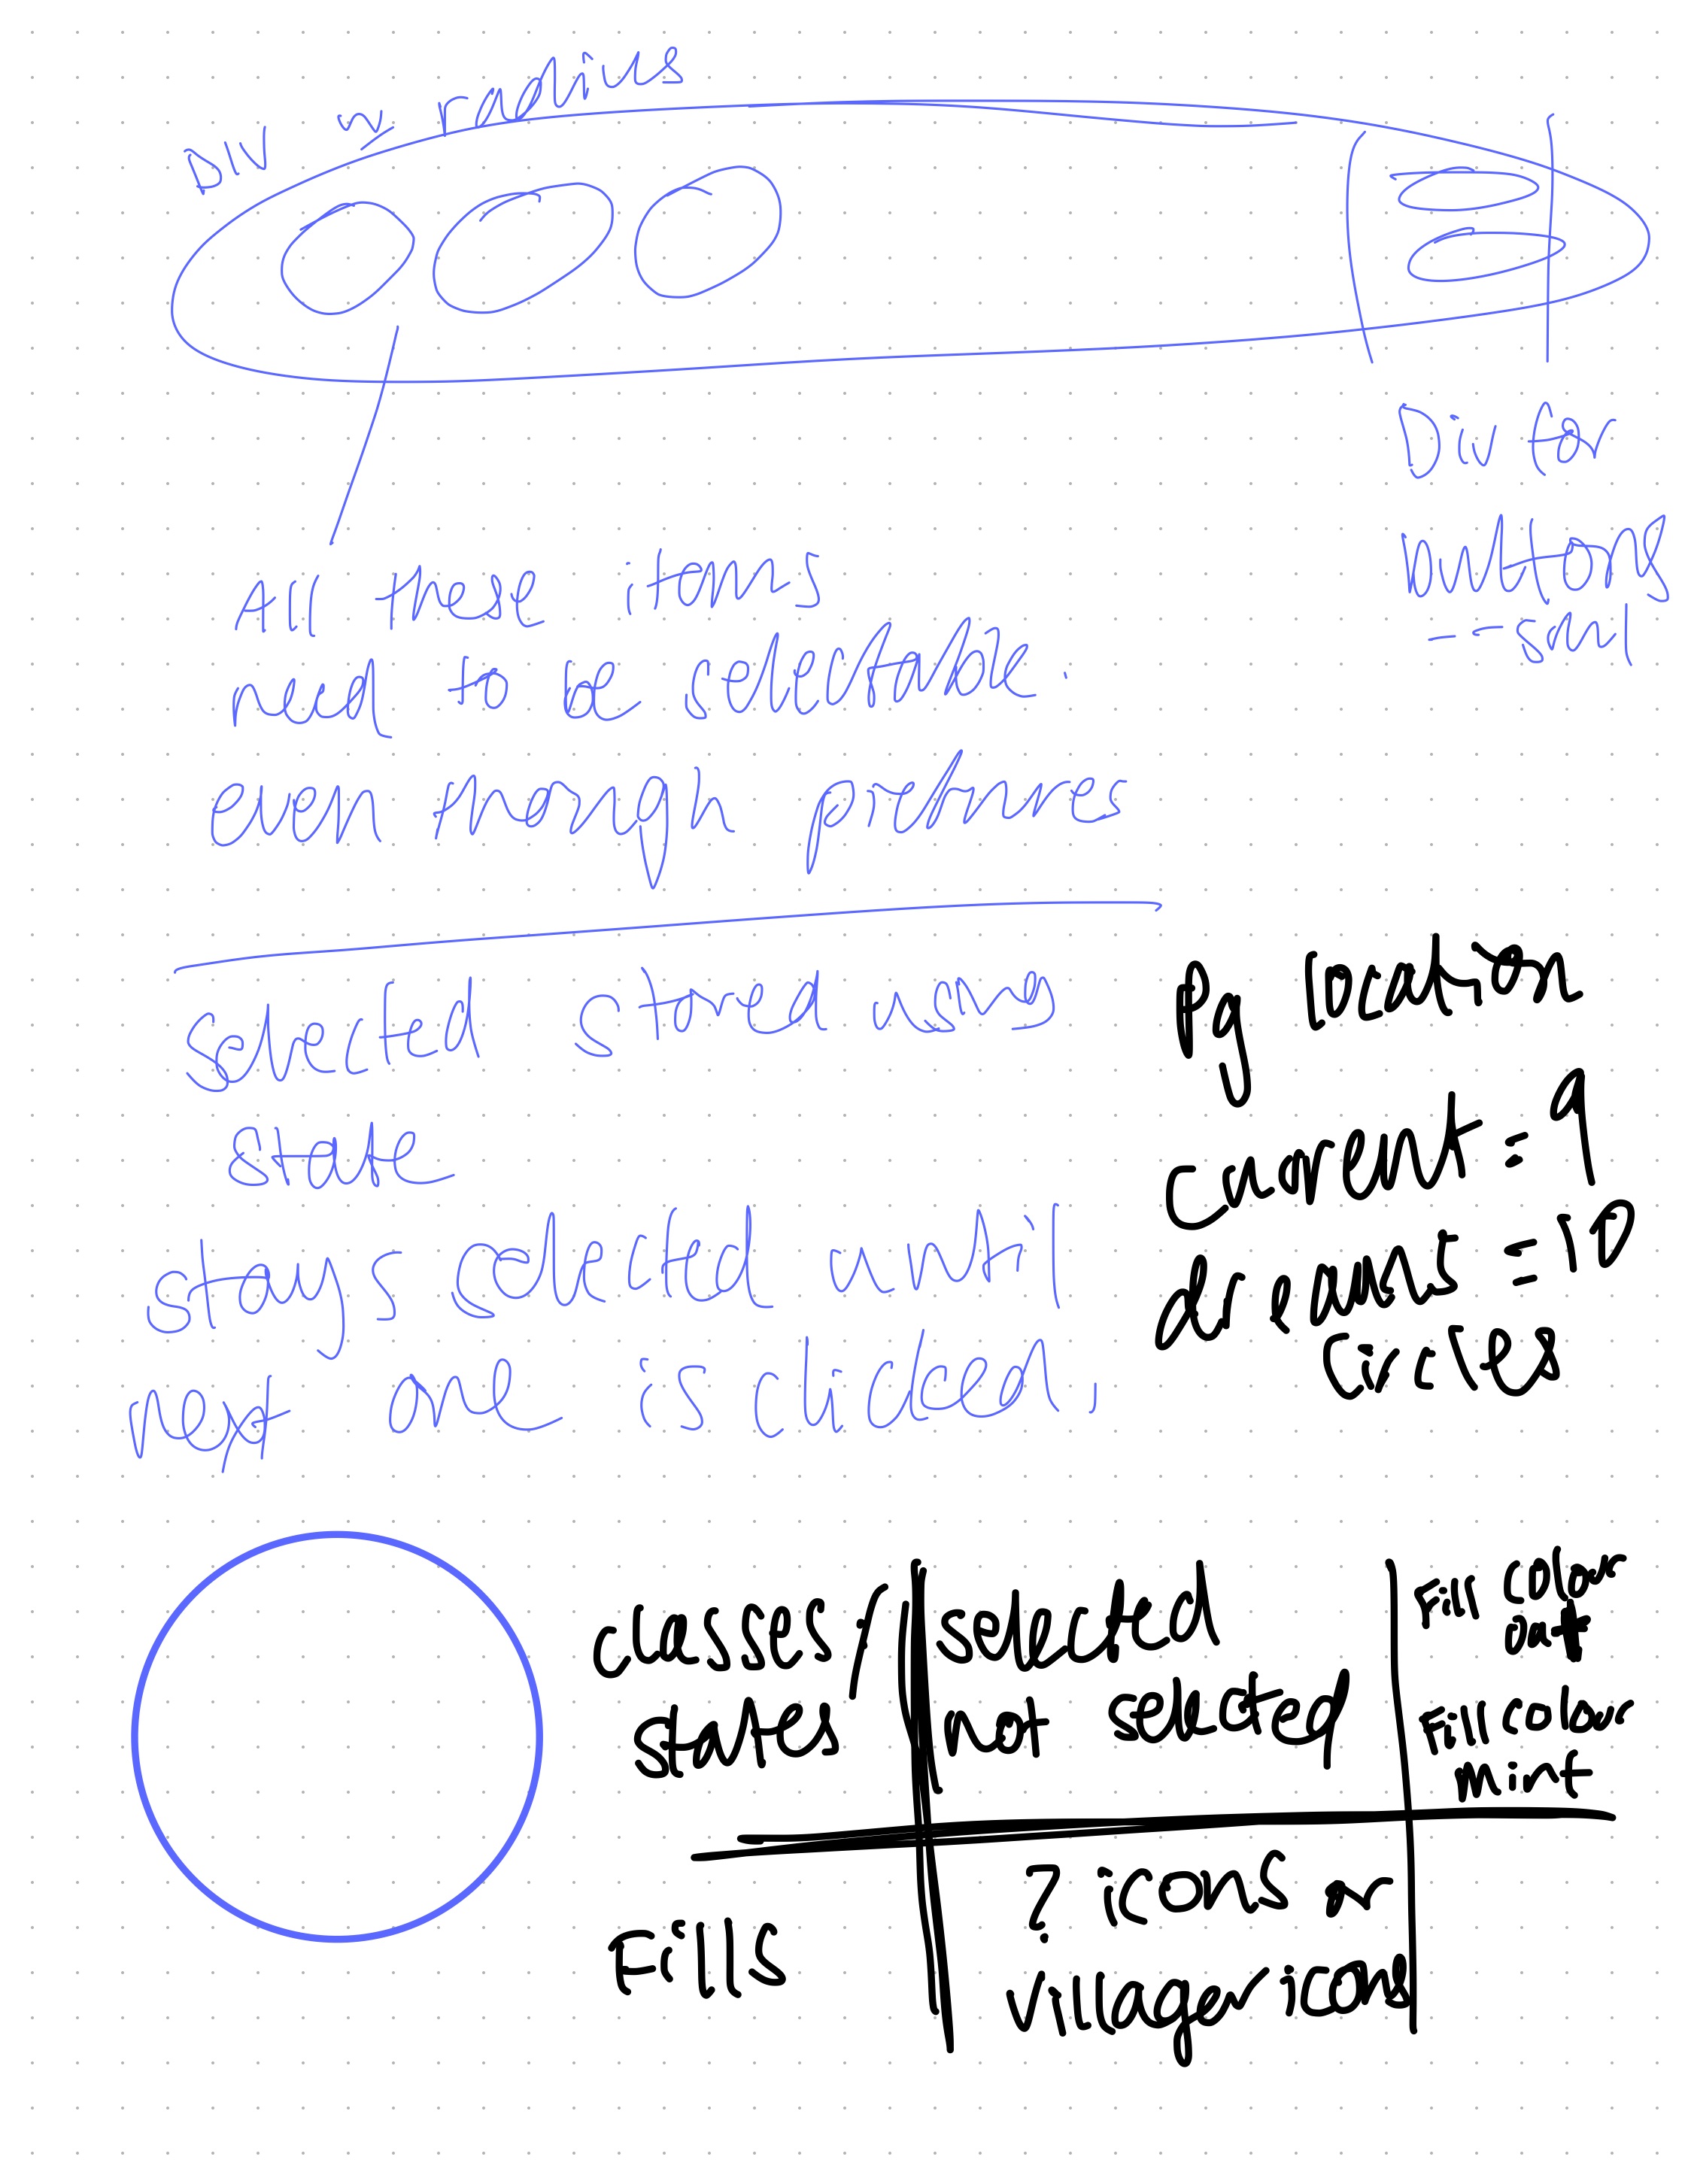 Div w radius
Div for
buttons
-- soul
All these items
need to be selectable.
even though pictures
selected stored using
state
stays selected until
next one is clicked.
Pg location
current = 9
dreams = 10
circles
classes/
states
selected
not selected
Fill colour
oat
Fill colour
mint
Fills
? icons or
villager icons